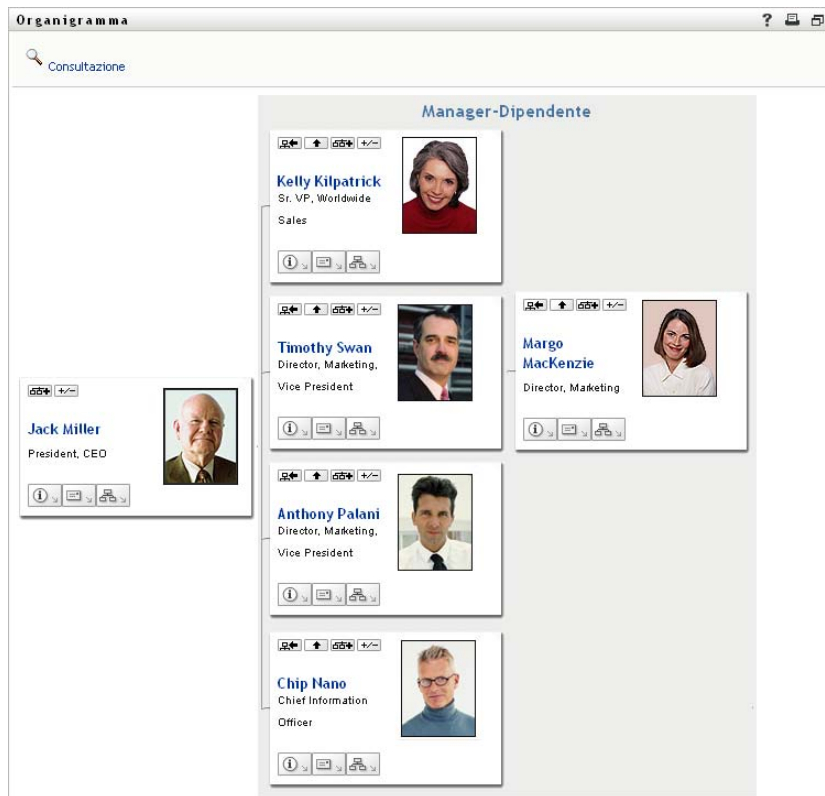 Organigramma
Consultazione
Manager-Dipendente
Kelly Kilpatrick
Sr. VP, Worldwide
Sales
Timothy Swan
Director, Marketing,
Vice President
Margo
MacKenzie
Director, Marketing
Jack Miller
President, CEO
Anthony Palani
Director, Marketing,
Vice President
Chip Nano
Chief Information
Officer